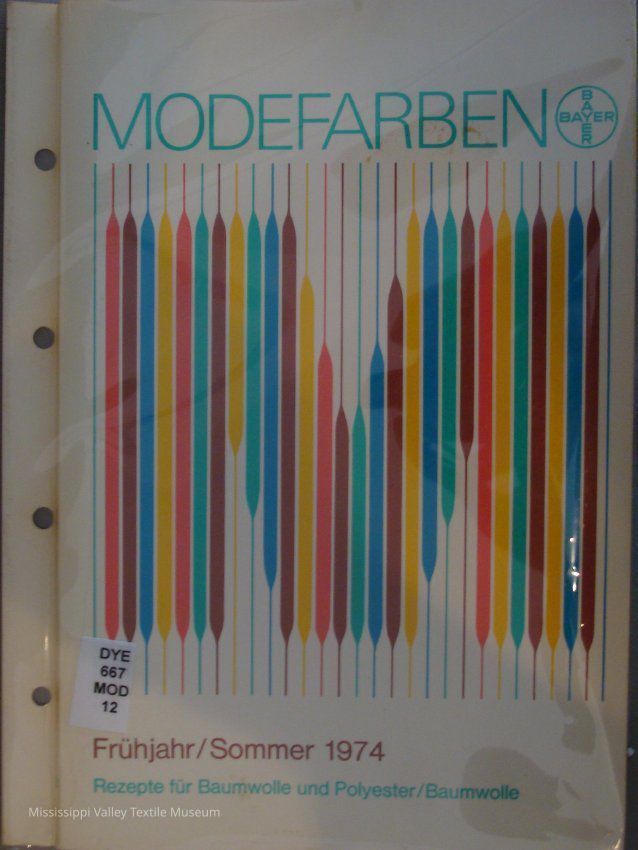 MODEFARBEN
BAYER
BAYER
DYE
667
MOD
12
Frühjahr/Sommer 1974
Rezepte für Baumwolle und Polyester/Baumwolle
Mississippi Valley Textile Museum